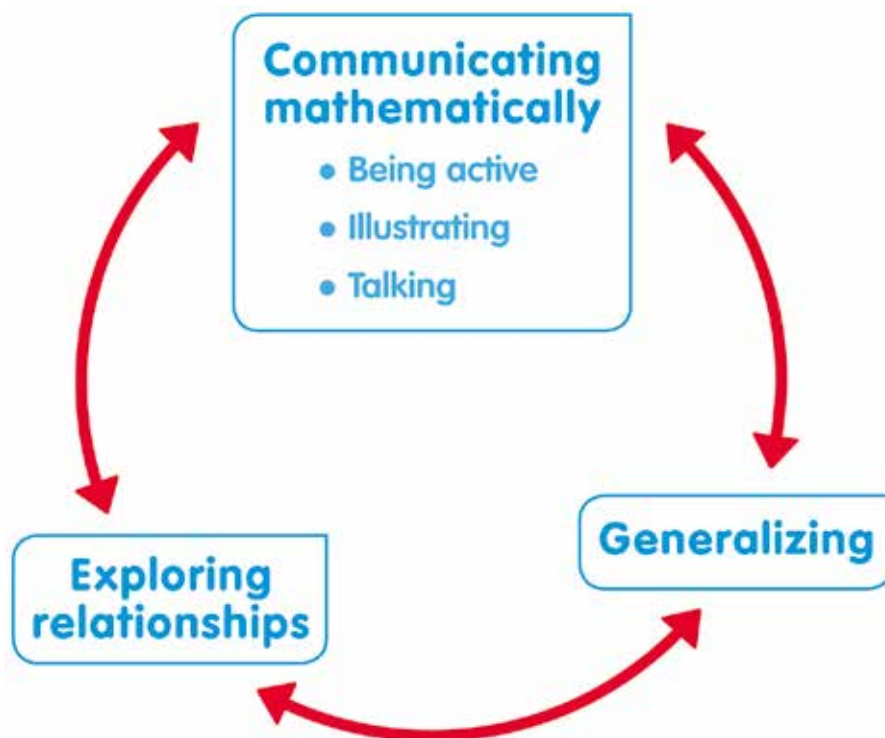 Communicating
mathematically
• Being active
• Illustrating
• Talking
Exploring
relationships
Generalizing